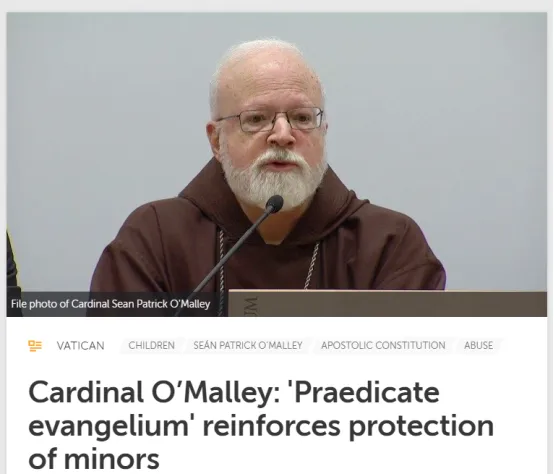 UM
File photo of Cardinal Sean Patrick O'Malley
VATICAN CHILDREN SEÁN PATRICK O'MALLEY APOSTOLIC CONSTITUTION ABUSE
Cardinal O’Malley: 'Praedicate
evangelium' reinforces protection
of minors